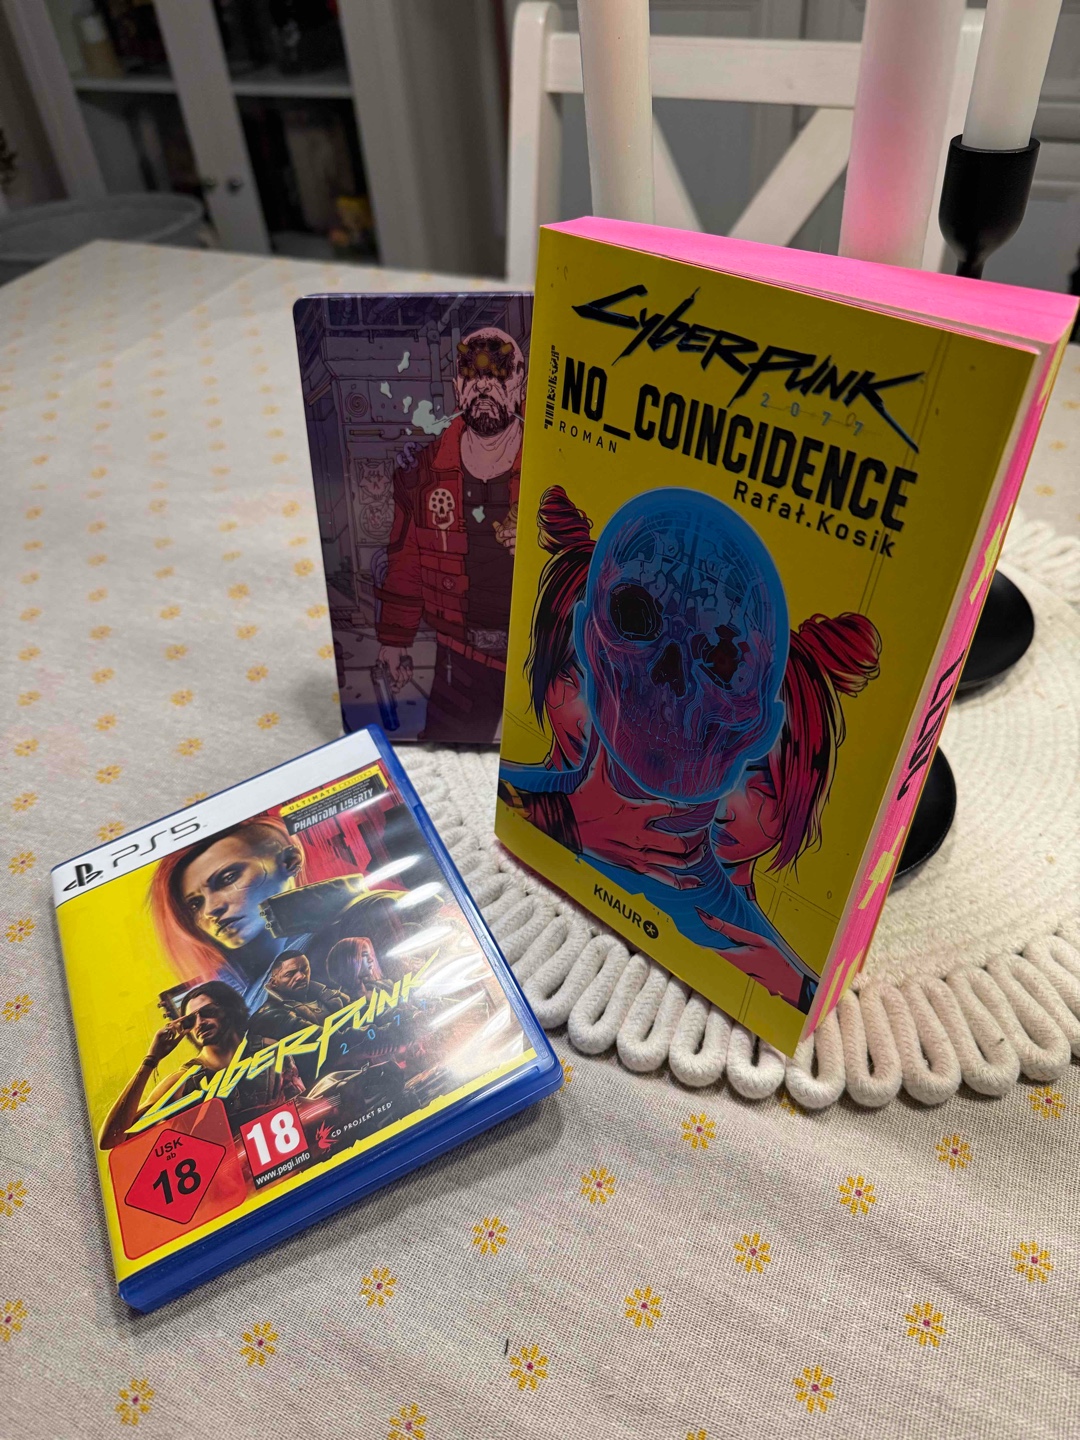 CYBERPUNK
2077
NO_COINCIDENCE
ROMAN
Rafał.Kosik
KNAUR
PS5
ULTIMATE EDITION
PHANTOM LIBERTY
CYBERPUNK
2077
CD PROJEKT RED
USK
ab
18
18
www.pegi.info